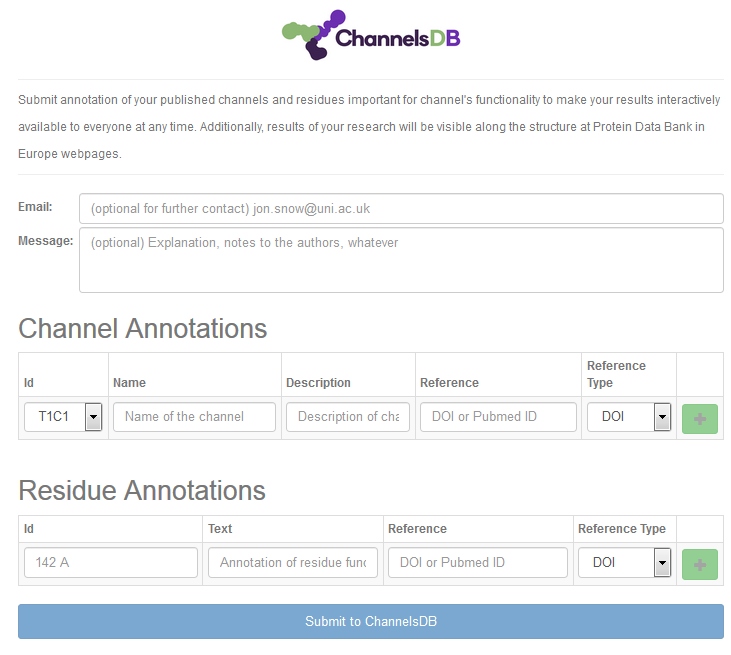 ChannelsDB
Submit annotation of your published channels and residues important for channel's functionality to make your results interactively
available to everyone at any time. Additionally, results of your research will be visible along the structure at Protein Data Bank in
Europe webpages.
Email: (optional for further contact) jon.snow@uni.ac.uk
Message: (optional) Explanation, notes to the authors, whatever
Channel Annotations
Id Name Description Reference Reference Type
T1C1 Name of the channel Description of cha DOI or Pubmed ID DOI +
Residue Annotations
Id Text Reference Reference Type
142 A Annotation of residue func DOI or Pubmed ID DOI +
Submit to ChannelsDB